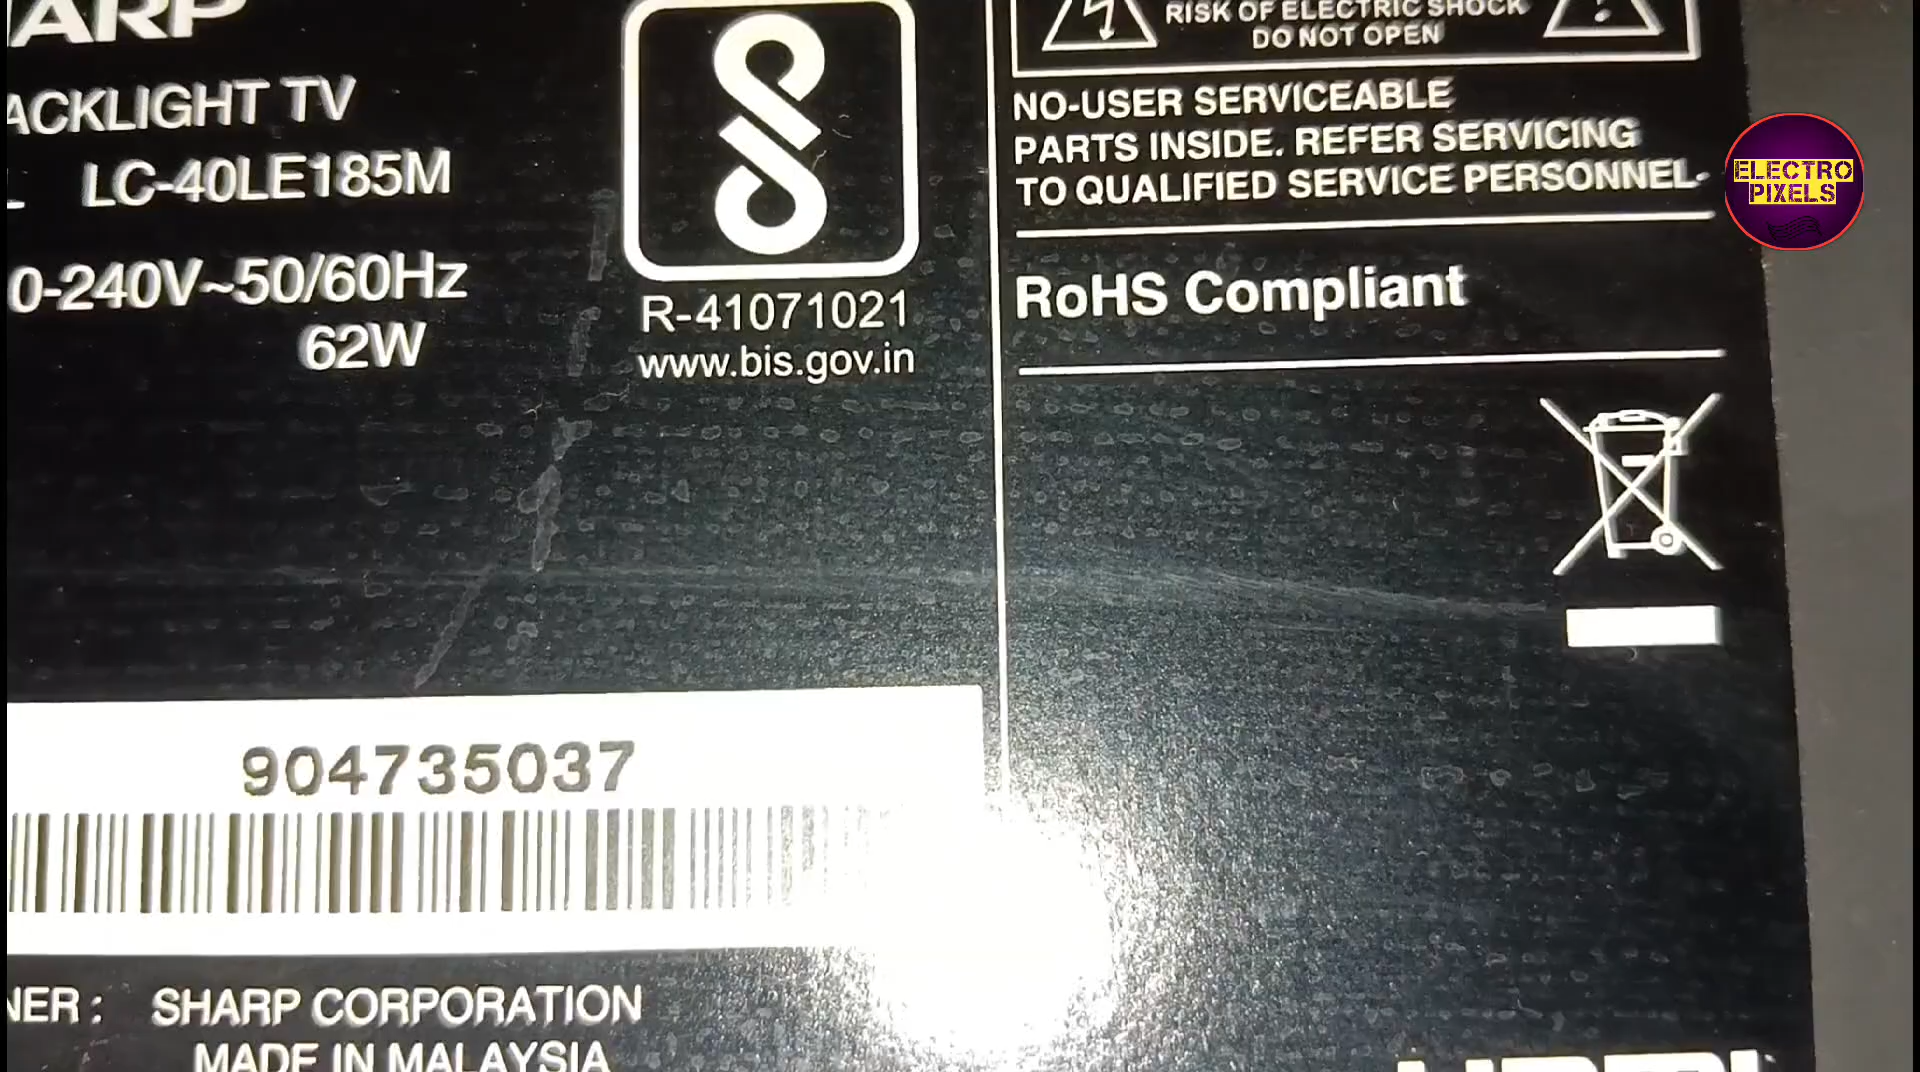 ARP
ACKLIGHT TV
LC-40LE185M
0-240V~50/60Hz
62W
R-41071021
www.bis.gov.in
RISK OF ELECTRIC SHOCK
DO NOT OPEN
NO-USER SERVICEABLE
PARTS INSIDE. REFER SERVICING
TO QUALIFIED SERVICE PERSONNEL.
ELECTRO
PIXELS
RoHS Compliant
904735037
NER : SHARP CORPORATION
MADE IN MALAYSIA